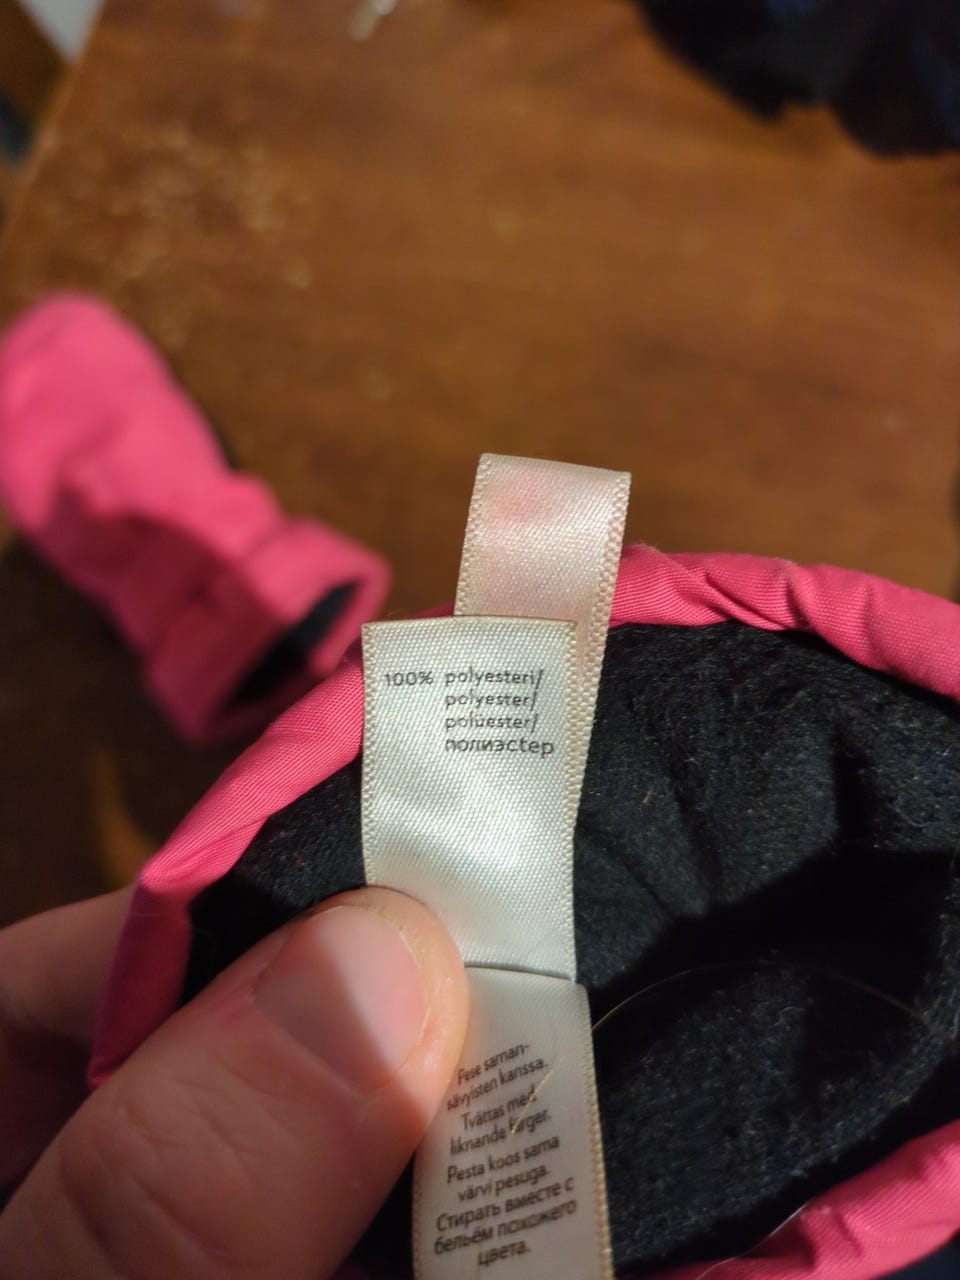 100% polyesteri/
polyester/
polüester/
полиэстер
Pese saman-
sävyisten kanssa.
Tvättas med
liknande färger.
Pesta koos sama
värvi pesuga.
Стирать вместе с
бельём похожего
цвета.